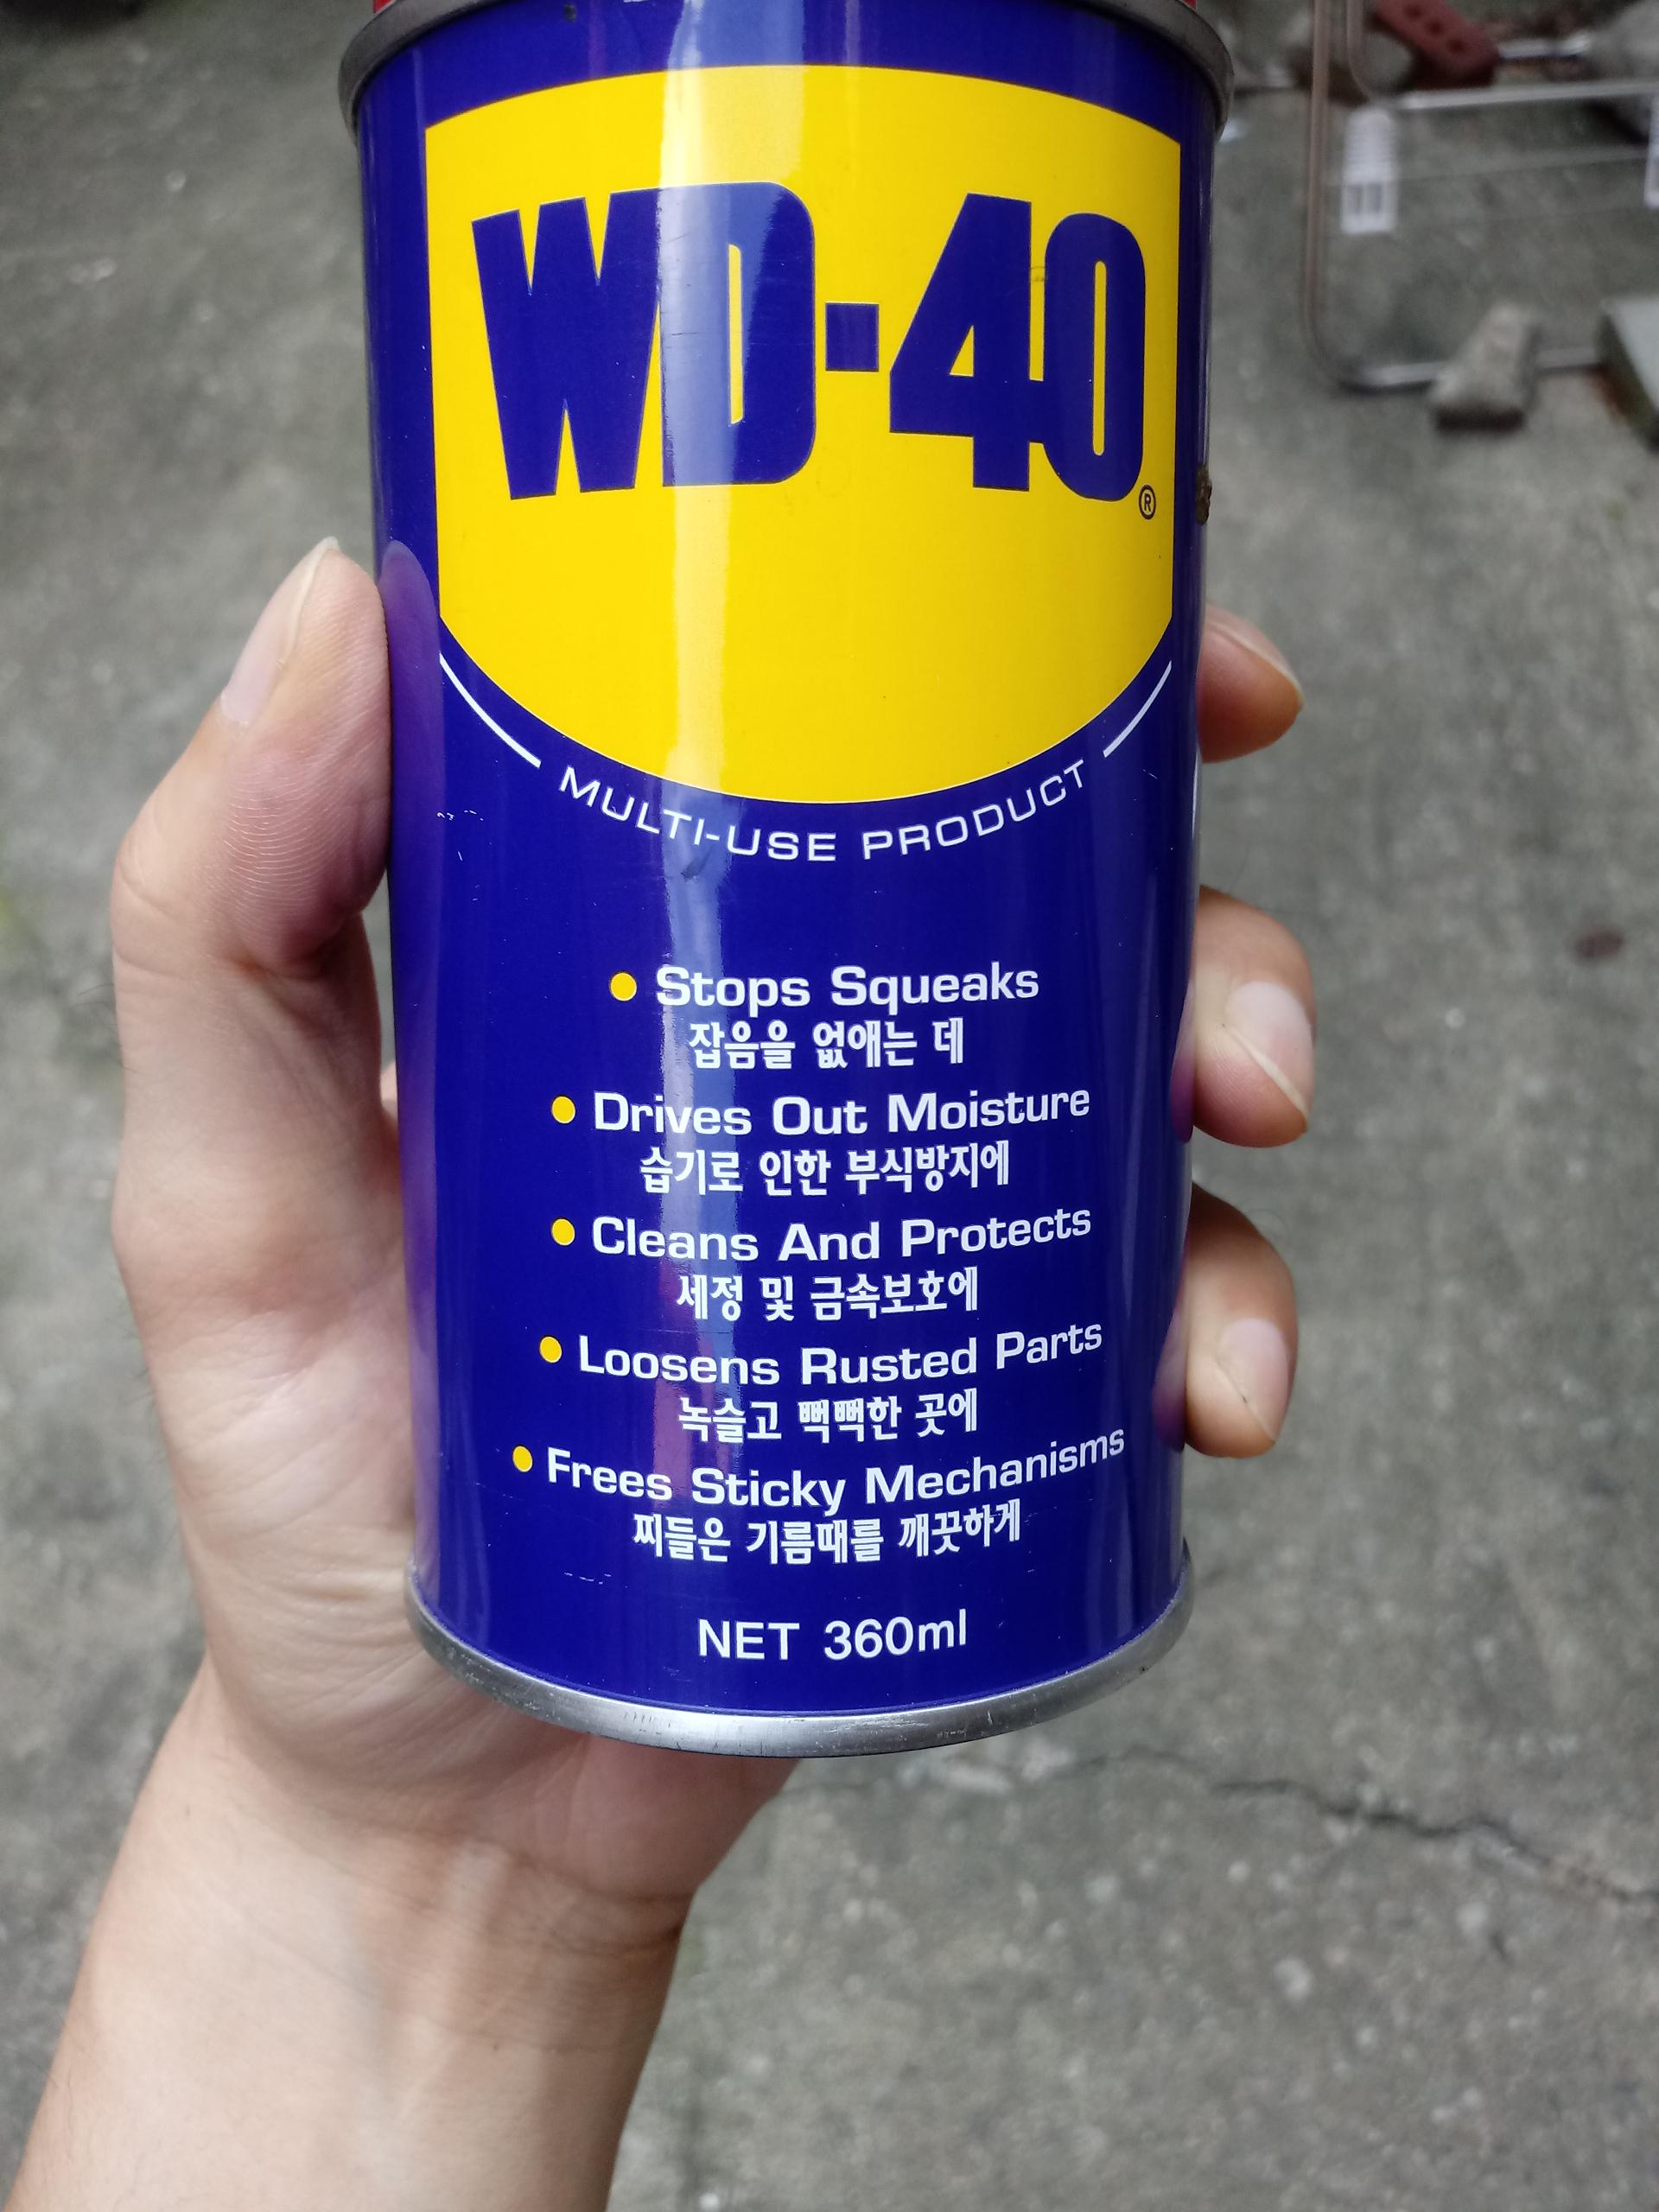 WD-40®
MULTI-USE PRODUCT
• Stops Squeaks
잡음을 없애는 데
• Drives Out Moisture
습기로 인한 부식방지에
• Cleans And Protects
세정 및 금속보호에
• Loosens Rusted Parts
녹슬고 뻑뻑한 곳에
• Frees Sticky Mechanisms
찌들은 기름때를 깨끗하게
NET 360ml